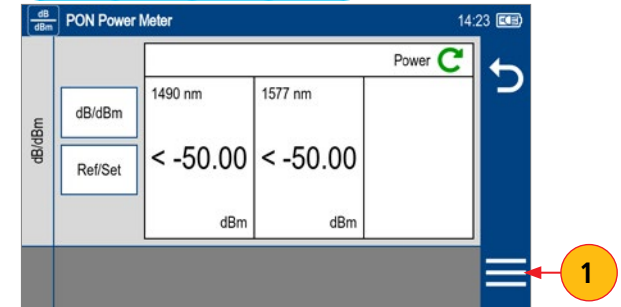 dB
dBm
PON Power Meter
14:23
dB/dBm
dB/dBm
Ref/Set
Power
1490 nm
1577 nm
< -50.00
< -50.00
dBm
dBm
1